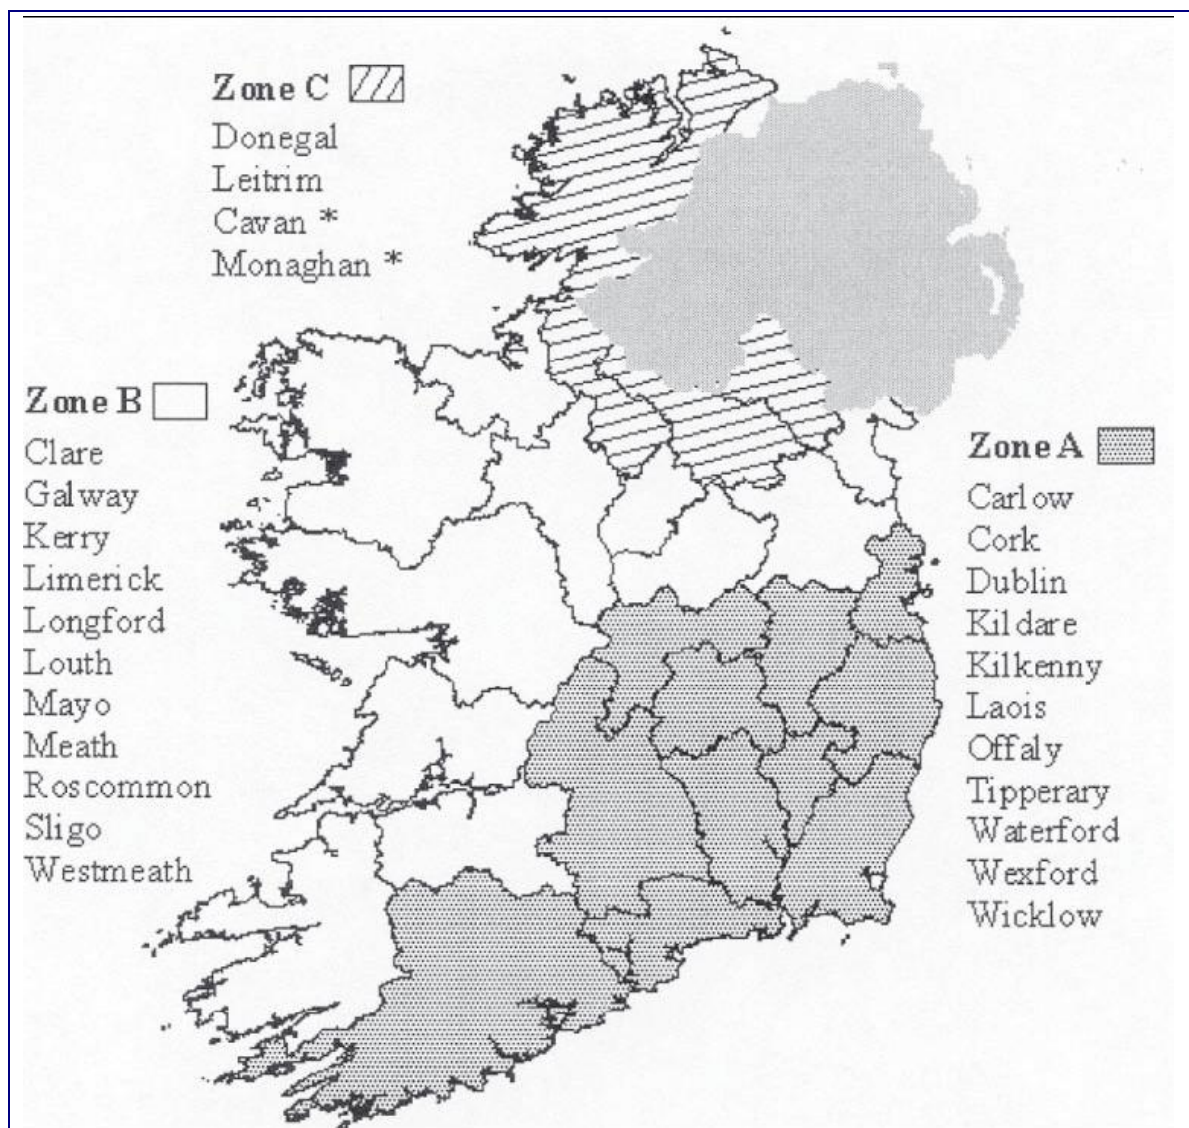 Zone C
Donegal
Leitrim
Cavan *
Monaghan *
Zone B
Clare
Galway
Kerry
Limerick
Longford
Louth
Mayo
Meath
Roscommon
Sligo
Westmeath
Zone A
Carlow
Cork
Dublin
Kildare
Kilkenny
Laois
Offaly
Tipperary
Waterford
Wexford
Wicklow